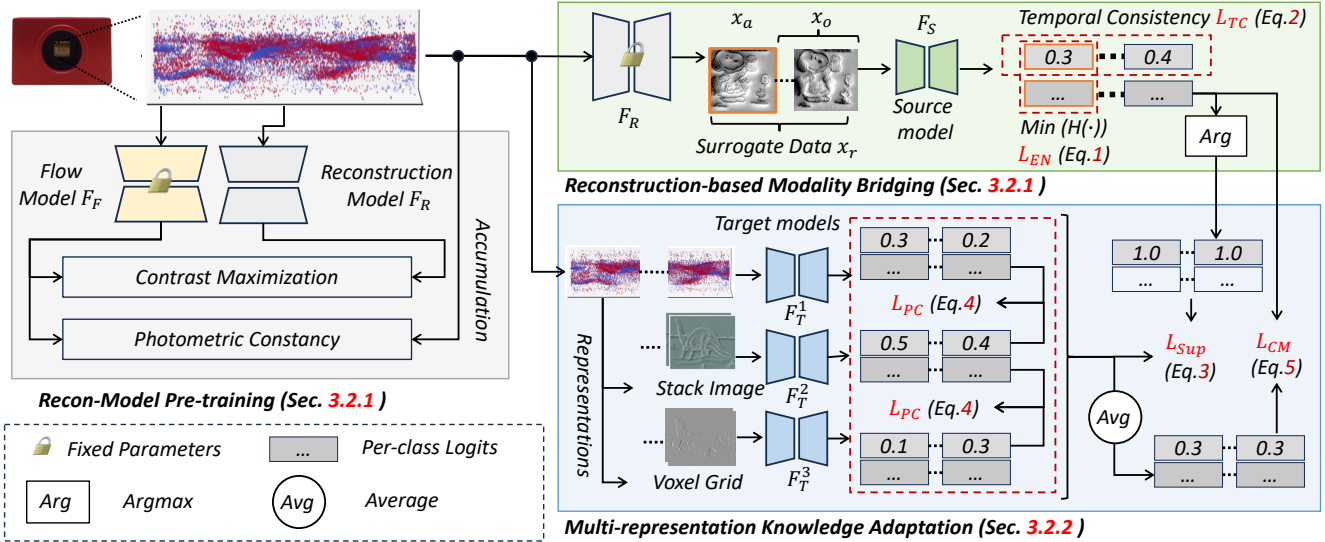 Flow
Model F_F
Reconstruction
Model F_R
Contrast Maximization
Photometric Constancy
Accumulation
Recon-Model Pre-training (Sec. 3.2.1 )
Fixed Parameters
... Per-class Logits
Arg Argmax
Avg Average
F_R
x_a x_o
Surrogate Data x_r
F_S
Source
model
Temporal Consistency L_TC (Eq.2)
0.3 0.4
... ...
Min (H(·))
L_EN (Eq.1)
Arg
Reconstruction-based Modality Bridging (Sec. 3.2.1 )
Target models
Representations
Stack Image
Voxel Grid
F_T^1
F_T^2
F_T^3
0.3 0.2
... ...
L_PC (Eq.4)
0.5 0.4
... ...
L_PC (Eq.4)
0.1 0.3
... ...
1.0 1.0
... ...
L_Sup
(Eq.3)
L_CM
(Eq.5)
Avg
0.3 0.3
... ...
Multi-representation Knowledge Adaptation (Sec. 3.2.2 )